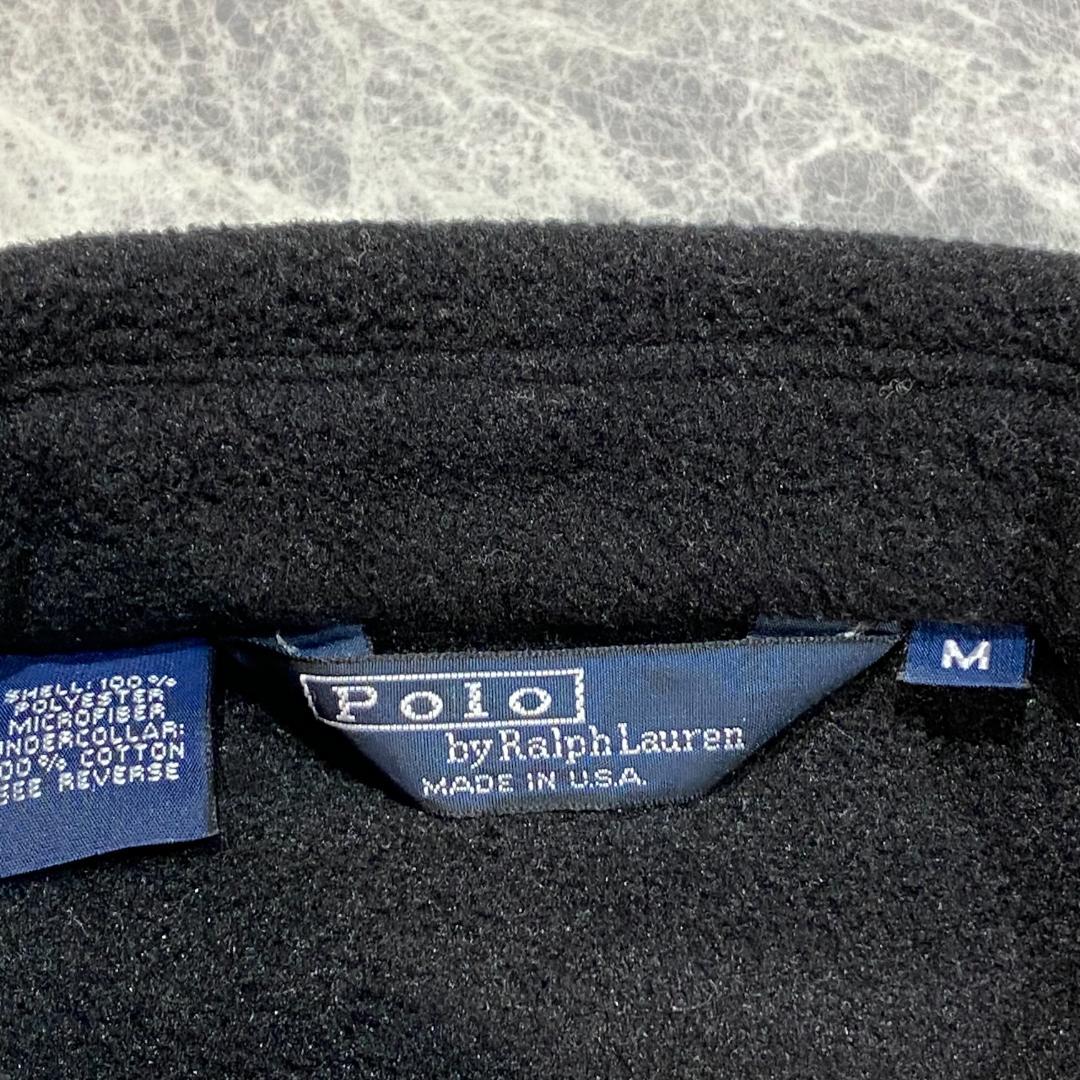 SHELL: 100%
POLYESTER
MICROFIBER
UNDERCOLLAR:
100% COTTON
SEE REVERSE
Polo
by Ralph Lauren
MADE IN U.S.A.
M